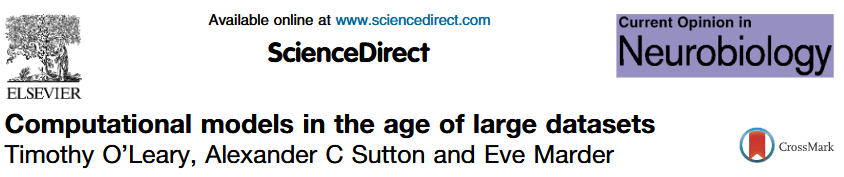 Available online at www.sciencedirect.com
ScienceDirect
Current Opinion in
Neurobiology
ELSEVIER
Computational models in the age of large datasets
Timothy O'Leary, Alexander C Sutton and Eve Marder
CrossMark